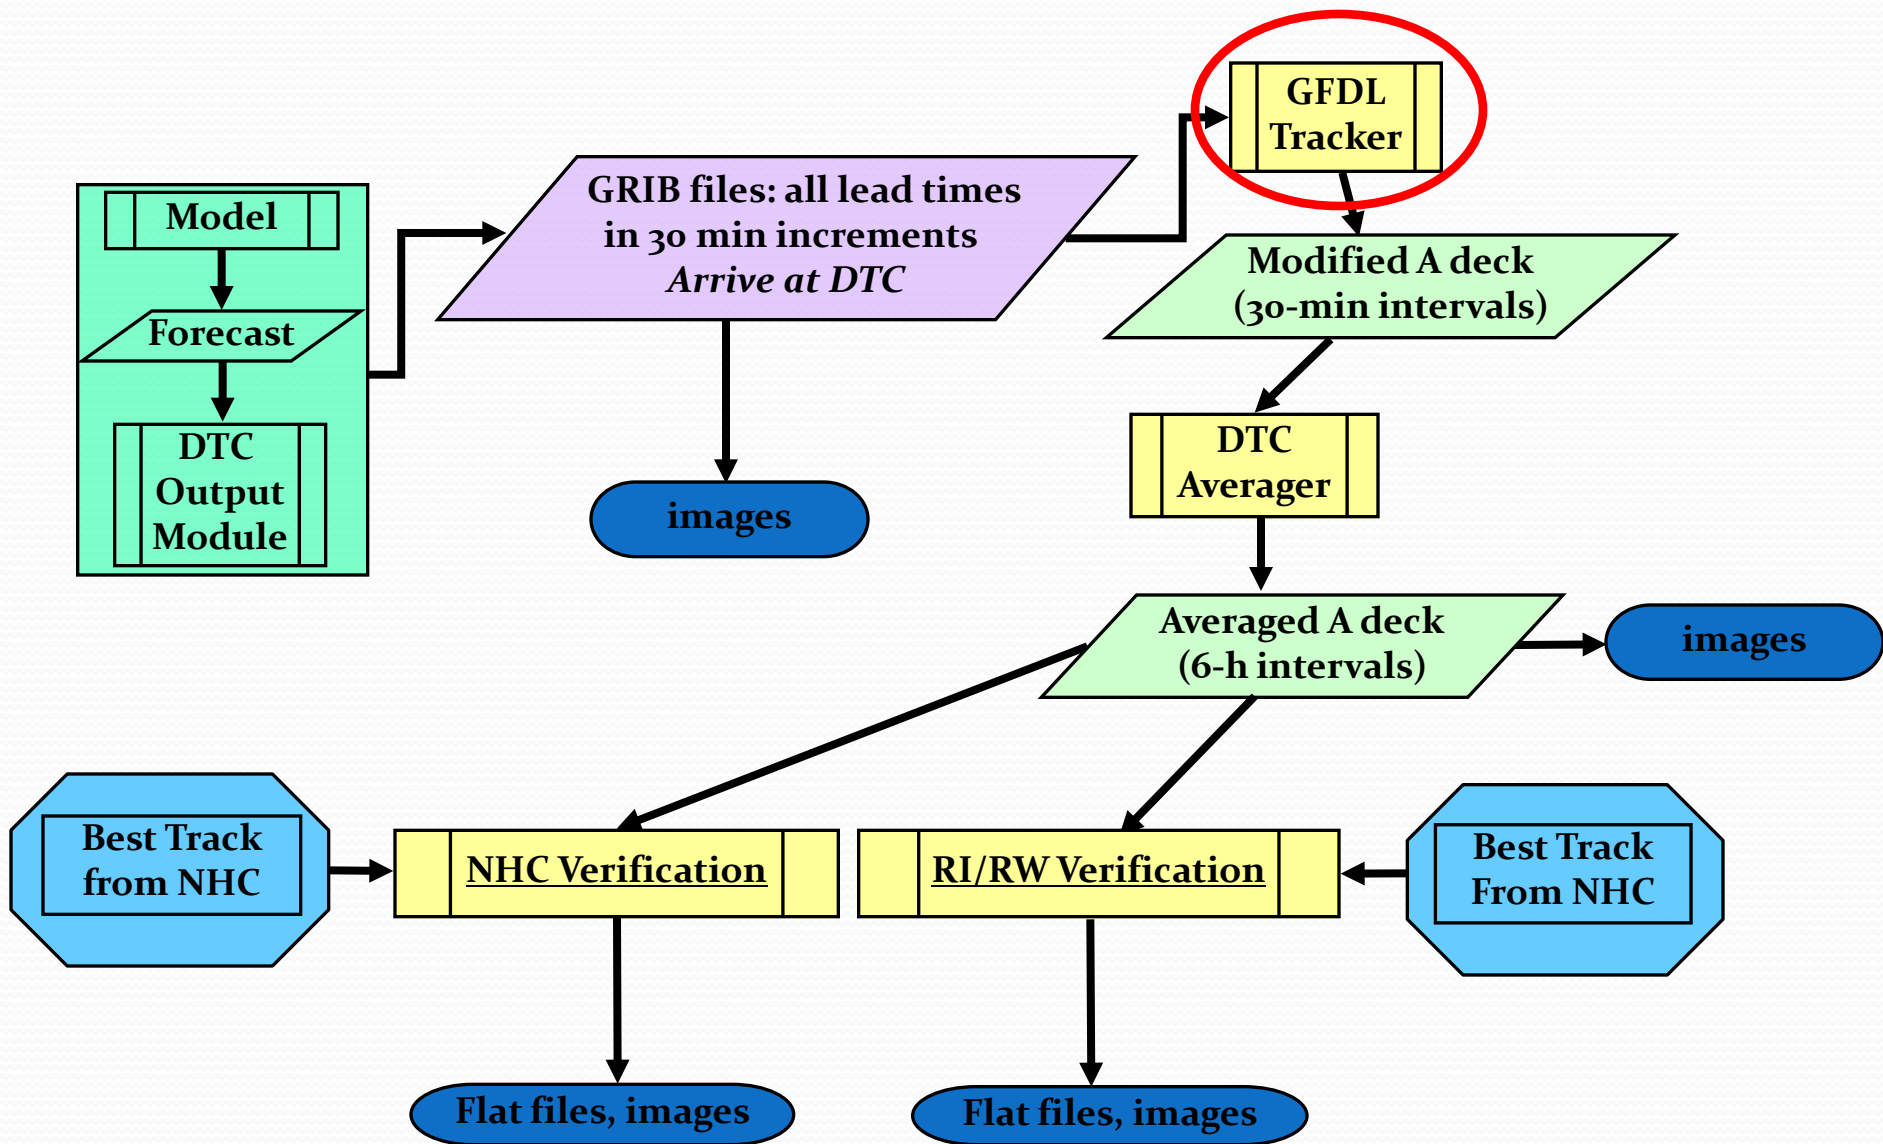 GFDL
Tracker
GRIB files: all lead times
in 30 min increments
Arrive at DTC
Model
Forecast
DTC
Output
Module
Modified A deck
(30-min intervals)
DTC
Averager
images
Averaged A deck
(6-h intervals)
images
Best Track
from NHC
NHC Verification
RI/RW Verification
Best Track
From NHC
Flat files, images
Flat files, images